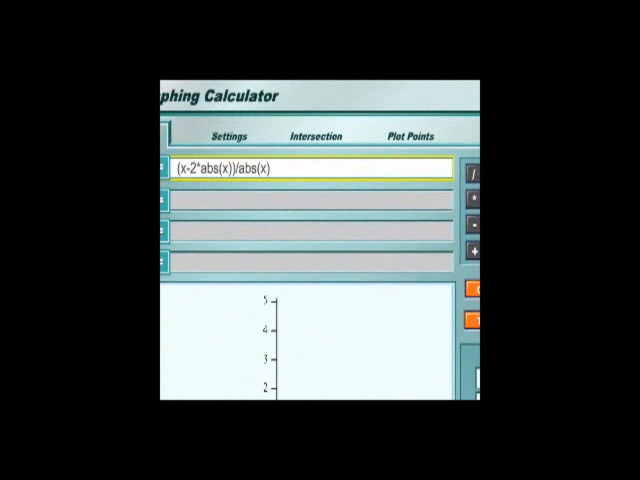 phing Calculator
Settings Intersection Plot Points
(x-2*abs(x))/abs(x)
/
*
-
+
5
4
3
2